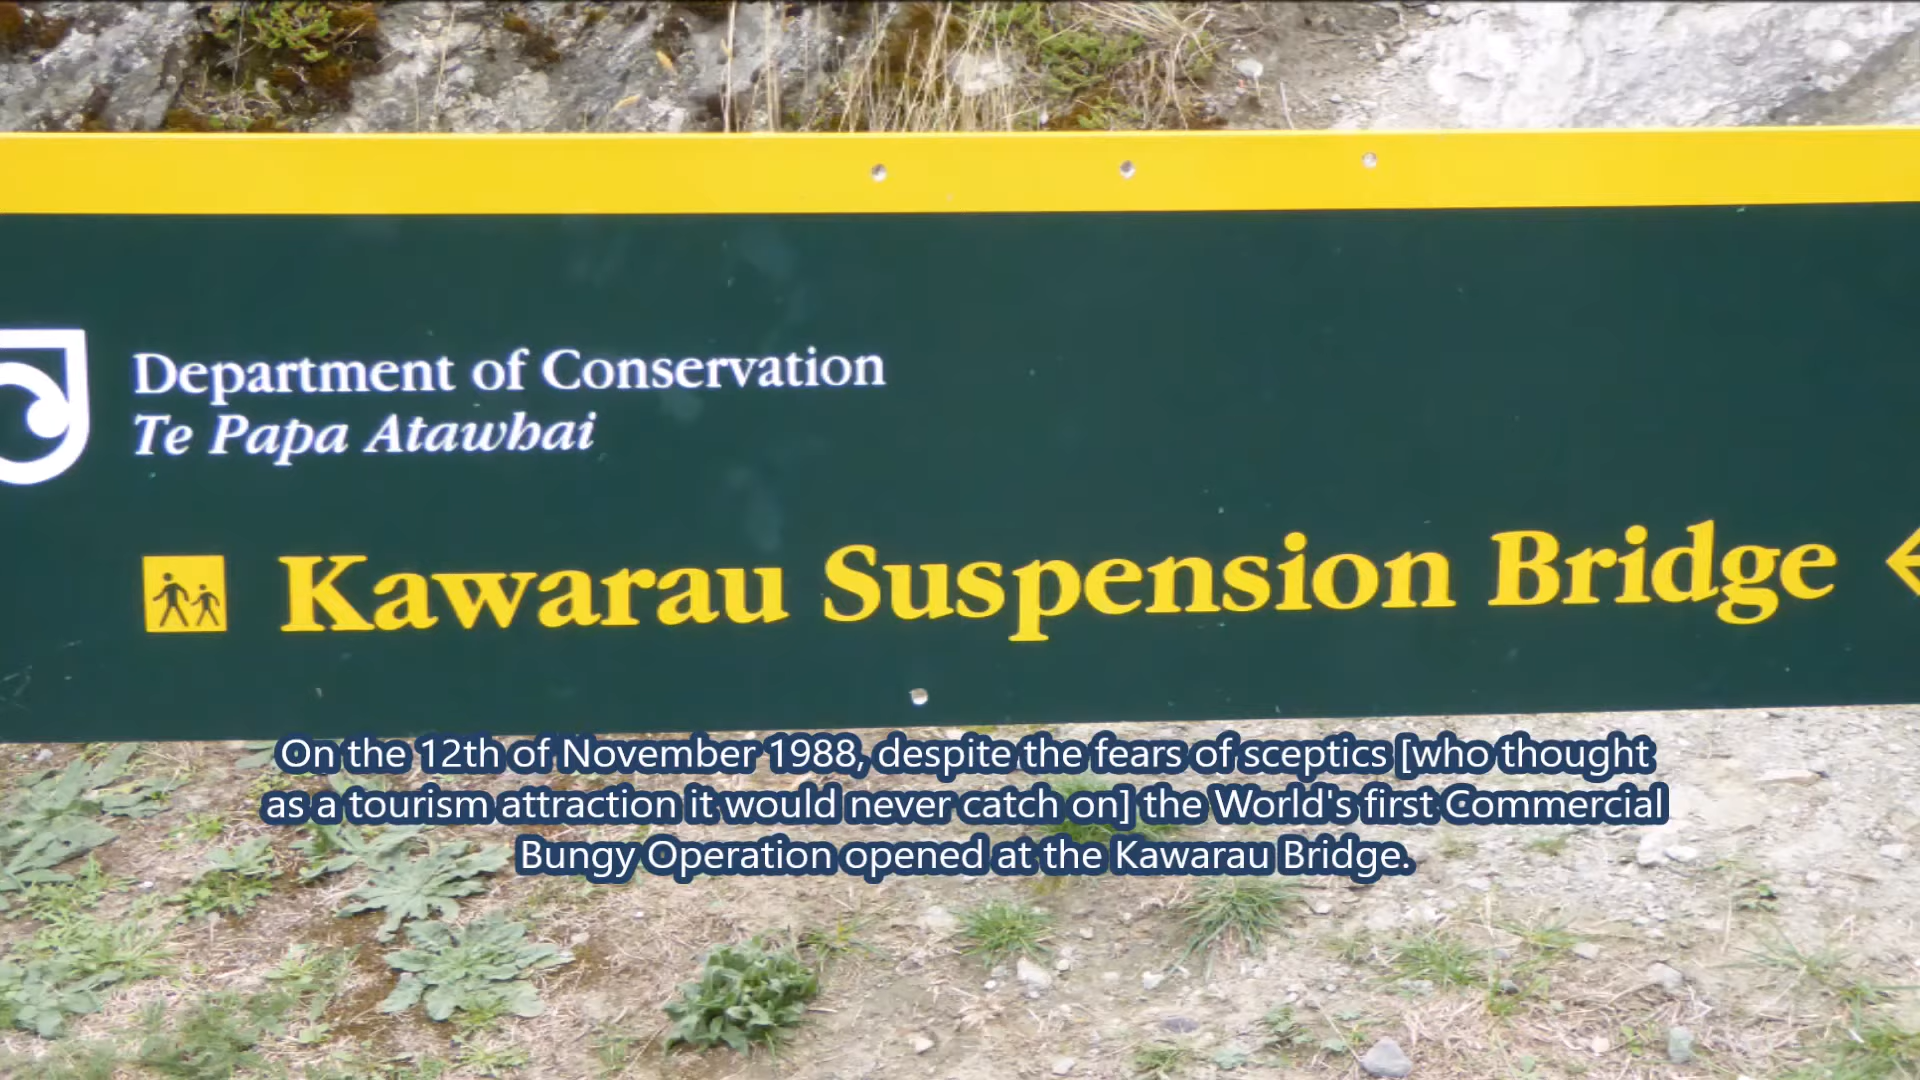 Department of Conservation
Te Papa Atawhai
Kawarau Suspension Bridge
On the 12th of November 1988, despite the fears of sceptics [who thought
as a tourism attraction it would never catch on] the World's first Commercial
Bungy Operation opened at the Kawarau Bridge.